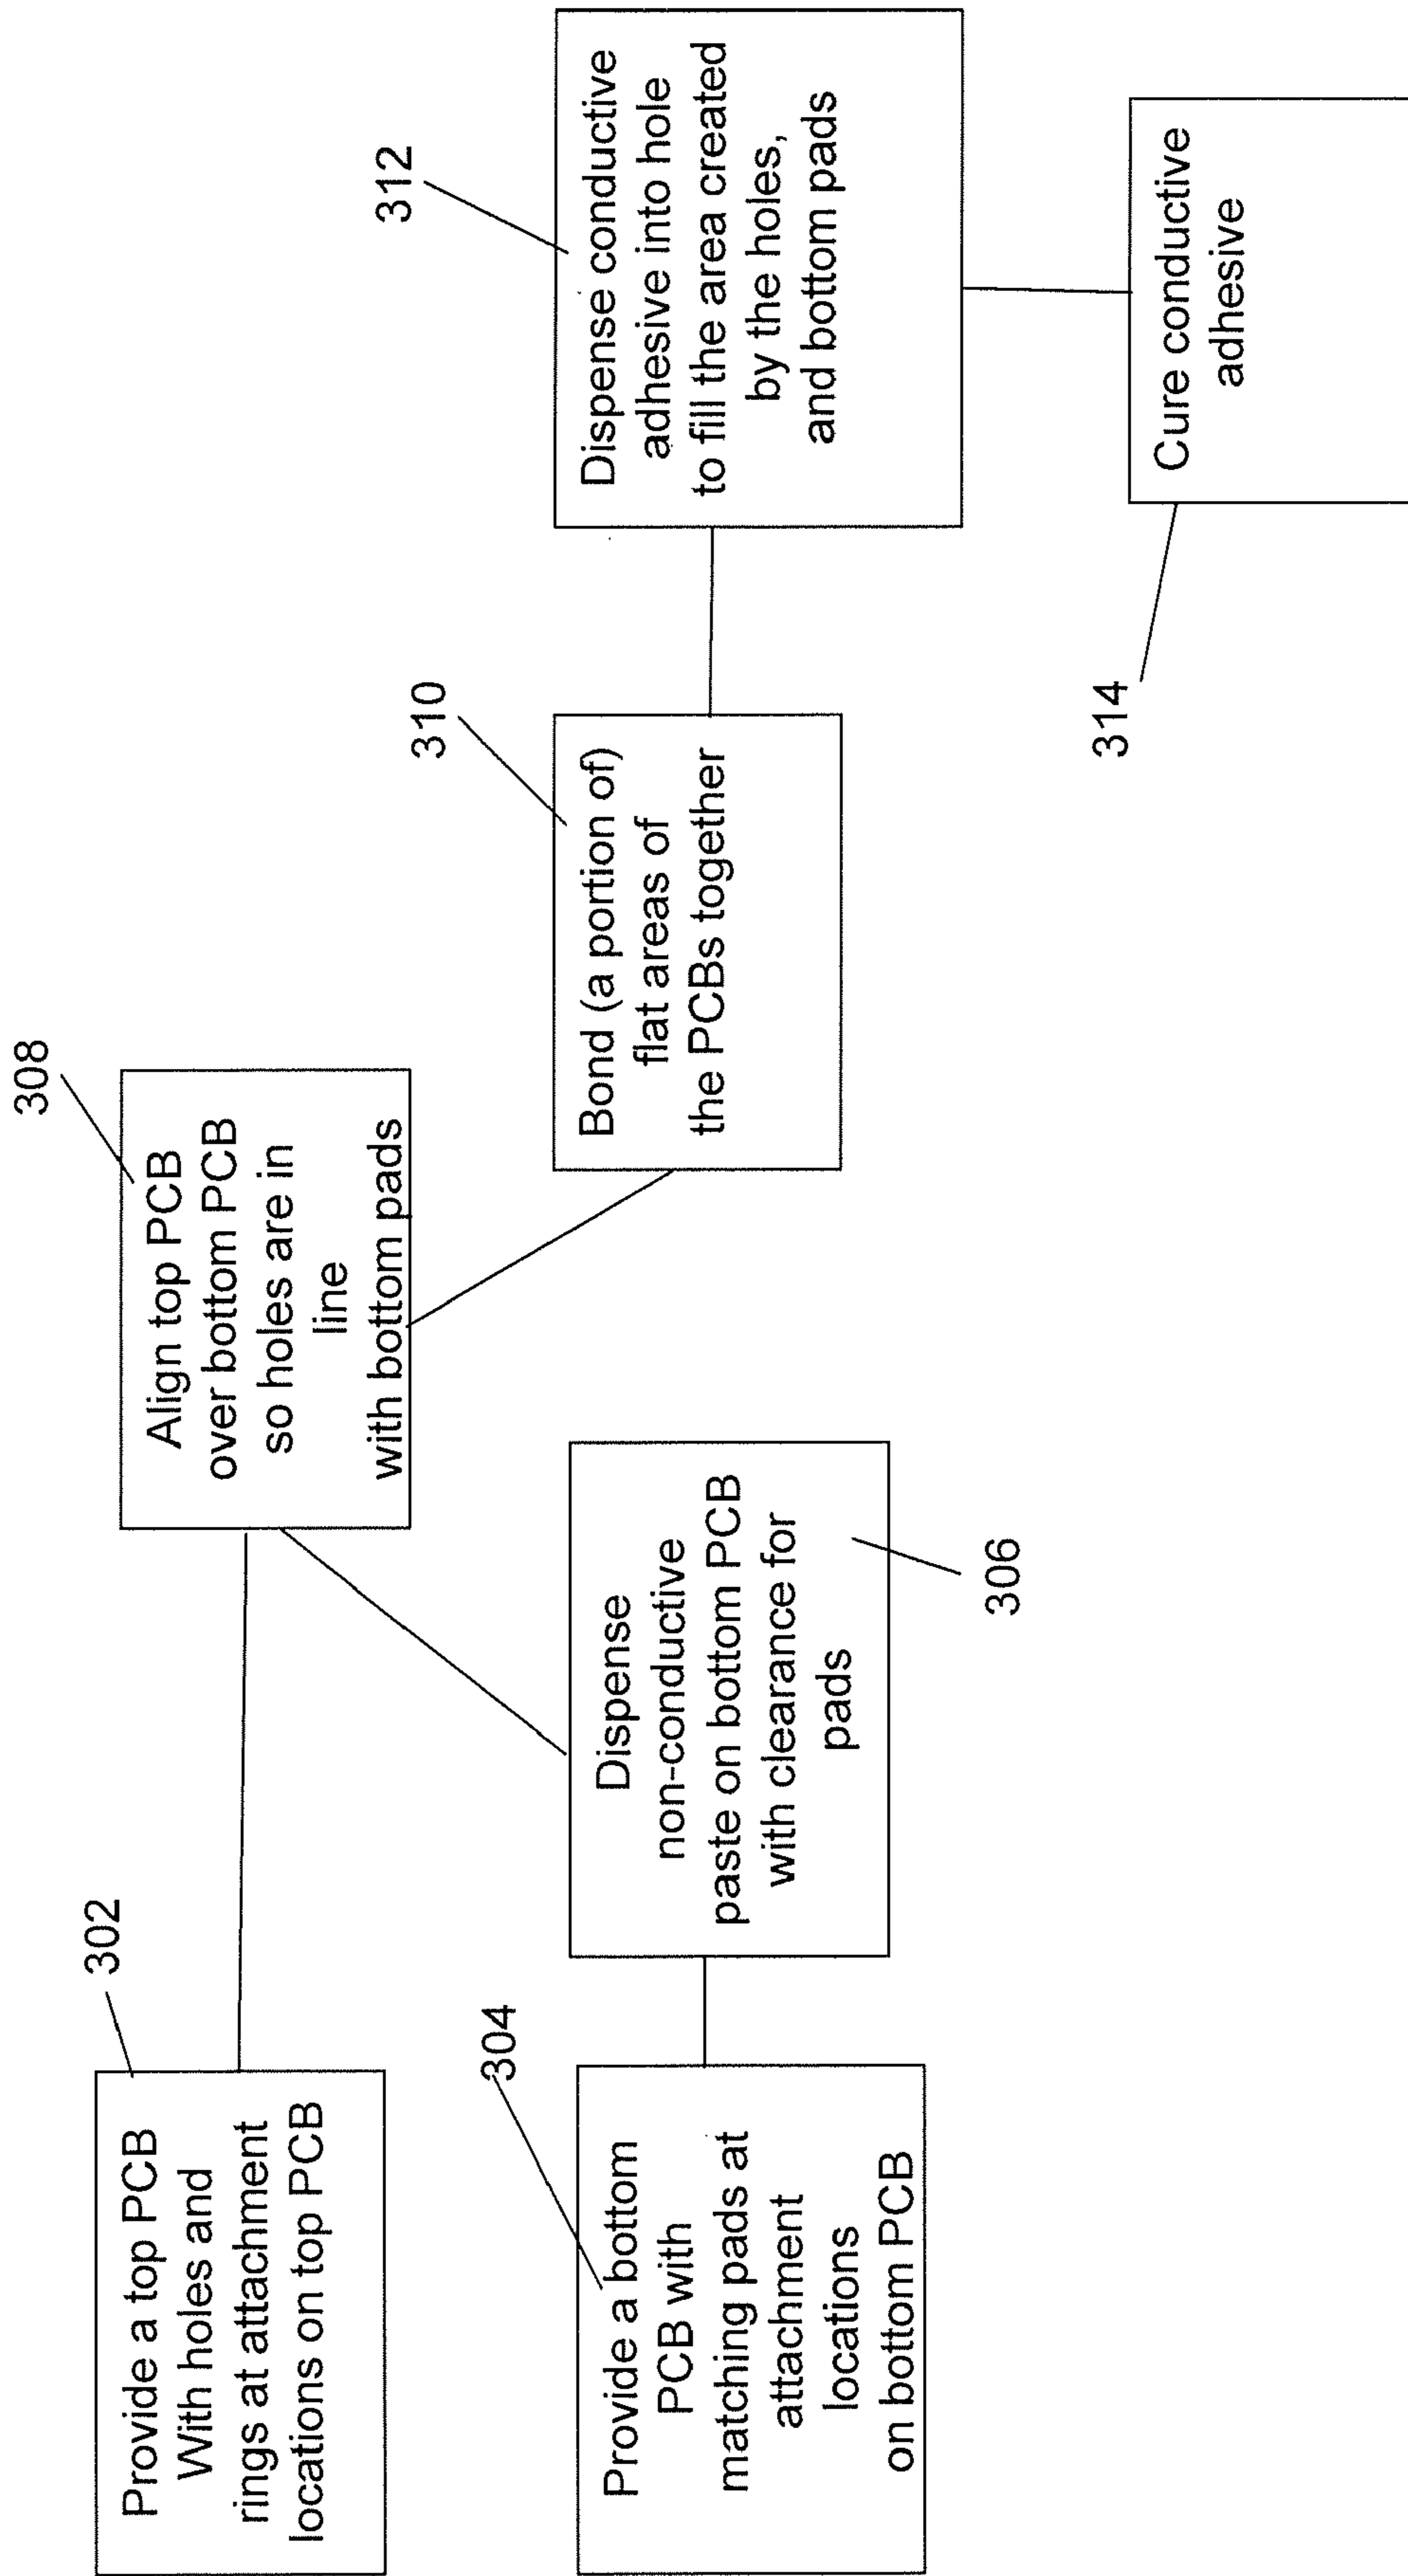 302
Provide a top PCB
With holes and
rings at attachment
locations on top PCB
304
Provide a bottom
PCB with
matching pads at
attachment
locations
on bottom PCB
Dispense
non-conductive
paste on bottom PCB
with clearance for
pads
306
308
Align top PCB
over bottom PCB
so holes are in
line
with bottom pads
310
Bond (a portion of)
flat areas of
the PCBs together
312
Dispense conductive
adhesive into hole
to fill the area created
by the holes,
and bottom pads
314
Cure conductive
adhesive